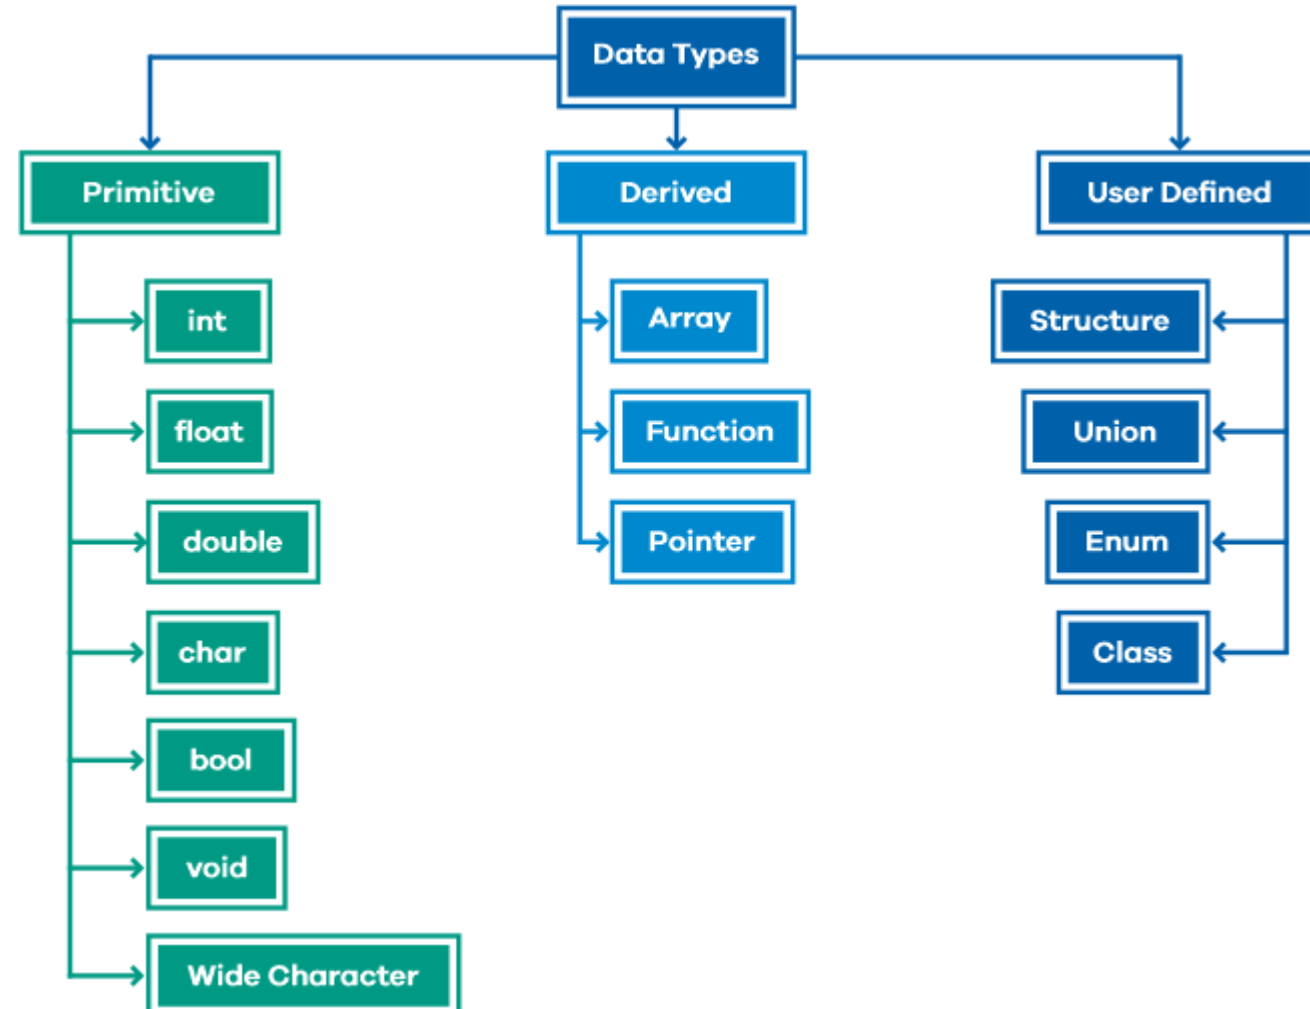 Data Types
Primitive
Derived
User Defined
int
Array
Structure
float
Function
Union
double
Pointer
Enum
char
Class
bool
void
Wide Character